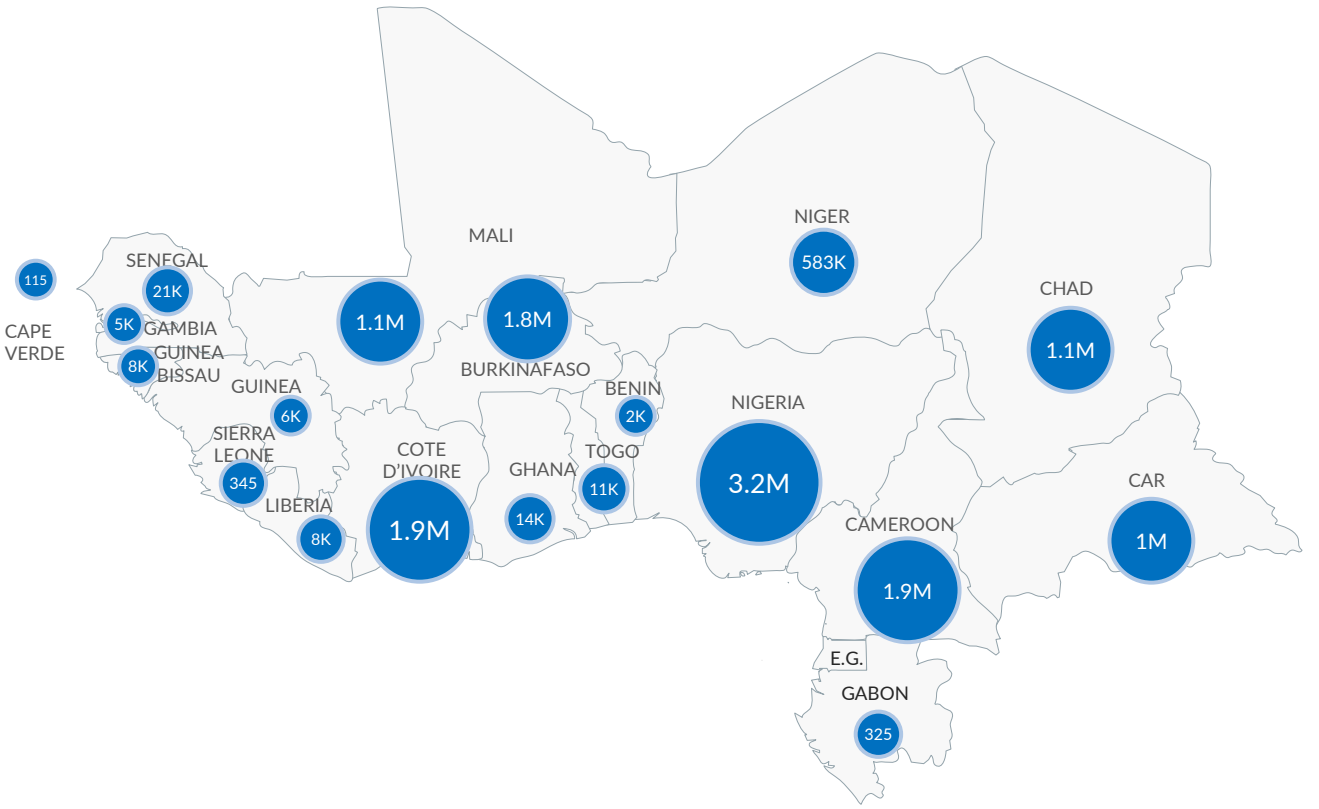 NIGER
583K
MALI
SENEGAL
21K
115
CAPE
VERDE
5K
GAMBIA
GUINEA
BISSAU
8K
1.1M
1.8M
BURKINAFASO
CHAD
1.1M
GUINEA
6K
BENIN
2K
NIGERIA
3.2M
SIERRA
LEONE
345
COTE
D'IVOIRE
1.9M
GHANA
14K
TOGO
11K
LIBERIA
8K
CAR
1M
CAMEROON
1.9M
E.G.
GABON
325